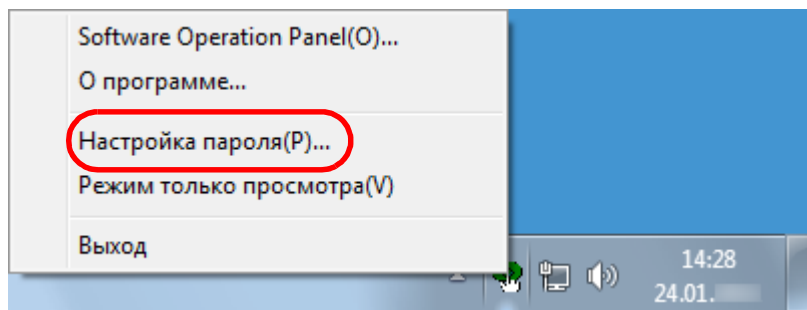 Software Operation Panel(O)...
О программе...
Настройка пароля(P)...
Режим только просмотра(V)
Выход
14:28
24.01.